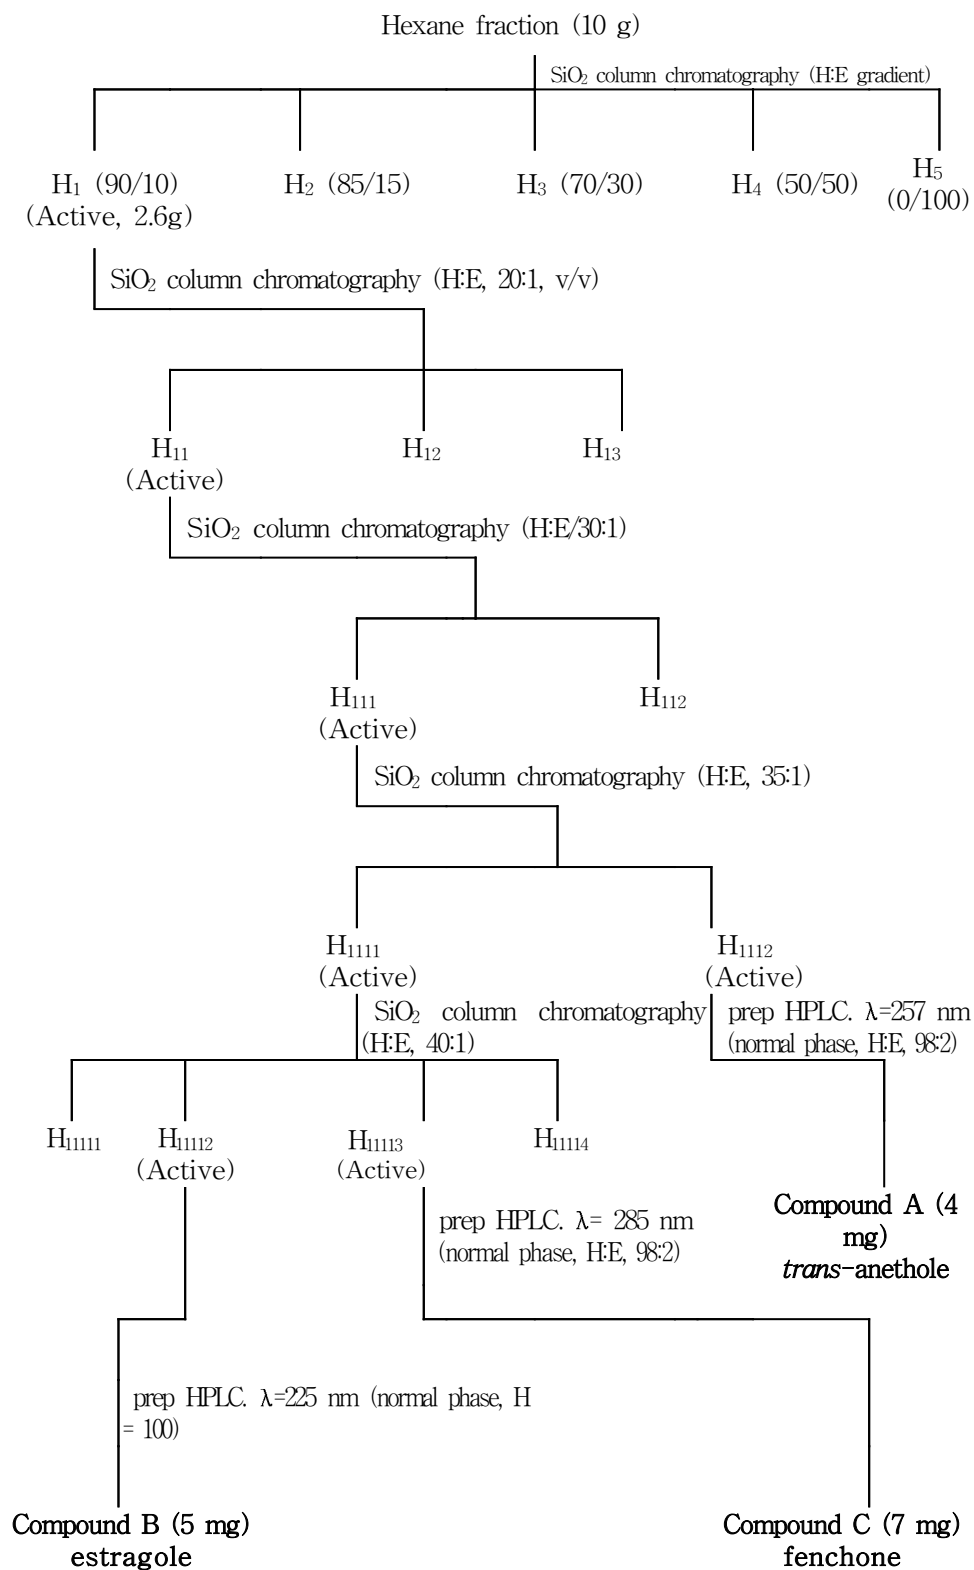 Hexane fraction (10 g)
SiO₂ column chromatography (H:E gradient)
H₁ (90/10)
(Active, 2.6g)
H₂ (85/15)
H₃ (70/30)
H₄ (50/50)
H₅
(0/100)
SiO₂ column chromatography (H:E, 20:1, v/v)
H₁₁
(Active)
H₁₂
H₁₃
SiO₂ column chromatography (H:E/30:1)
H₁₁₁
(Active)
H₁₁₂
SiO₂ column chromatography (H:E, 35:1)
H₁₁₁₁
(Active)
H₁₁₁₂
(Active)
SiO₂ column chromatography
(H:E, 40:1)
prep HPLC. λ=257 nm
(normal phase, H:E, 98:2)
H₁₁₁₁₁
H₁₁₁₁₂
(Active)
H₁₁₁₁₃
(Active)
H₁₁₁₁₄
Compound A (4
mg)
trans-anethole
prep HPLC. λ= 285 nm
(normal phase, H:E, 98:2)
prep HPLC. λ=225 nm (normal phase, H
= 100)
Compound B (5 mg)
estragole
Compound C (7 mg)
fenchone